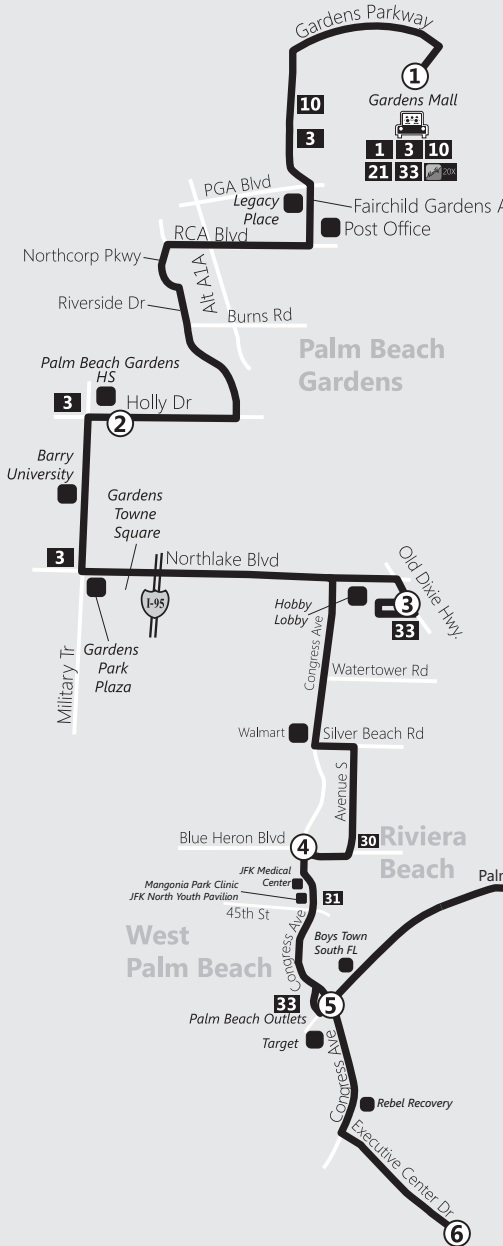 Gardens Parkway
1
Gardens Mall
10
3
1 3 10
21 33 20X
PGA Blvd
Legacy
Place
Fairchild Gardens A
Post Office
RCA Blvd
Northcorp Pkwy
Alt A1A
Riverside Dr
Burns Rd
Palm Beach
Gardens
Palm Beach Gardens
HS
3
Holly Dr
2
Barry
University
Gardens
Towne
Square
3
Northlake Blvd
I-95
Old Dixie Hwy.
Hobby
Lobby
3
33
Gardens
Park
Plaza
Military Tr
Congress Ave
Watertower Rd
Walmart
Silver Beach Rd
Avenue S
Blue Heron Blvd
4
30
Riviera
Beach
JFK Medical
Center
Mangonia Park Clinic
JFK North Youth Pavilion
31
45th St
Palm
West
Palm Beach
Congress Ave
Boys Town
South FL
33
5
Palm Beach Outlets
Target
Congress Ave
Rebel Recovery
Executive Center Dr
6